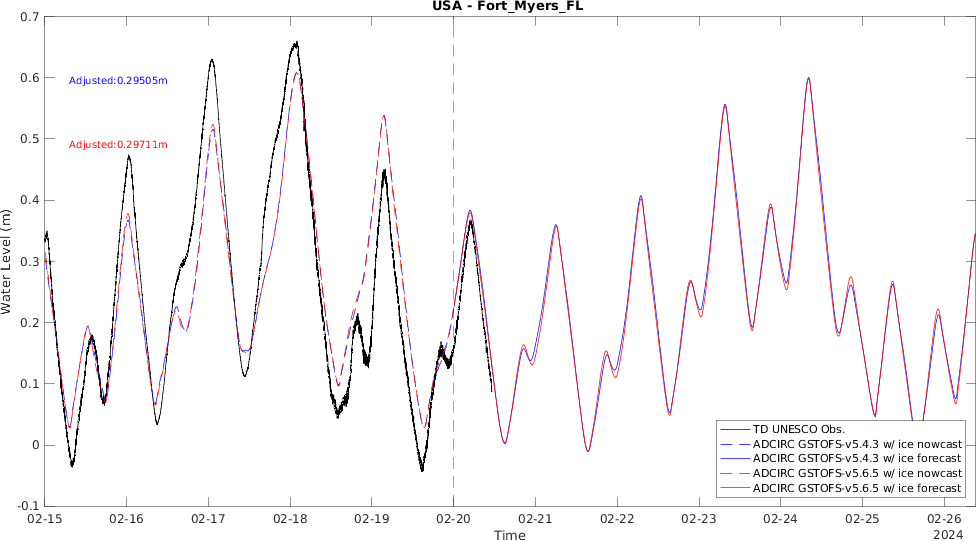 USA - Fort_Myers_FL
0.7
0.6
0.5
0.4
0.3
0.2
0.1
0
-0.1
Water Level (m)
Adjusted:0.29505m
Adjusted:0.29711m
TD UNESCO Obs.
ADCIRC GSTOFS-v5.4.3 w/ ice nowcast
ADCIRC GSTOFS-v5.4.3 w/ ice forecast
ADCIRC GSTOFS-v5.6.5 w/ ice nowcast
ADCIRC GSTOFS-v5.6.5 w/ ice forecast
02-15 02-16 02-17 02-18 02-19 02-20 02-21 02-22 02-23 02-24 02-25 02-26
Time
2024